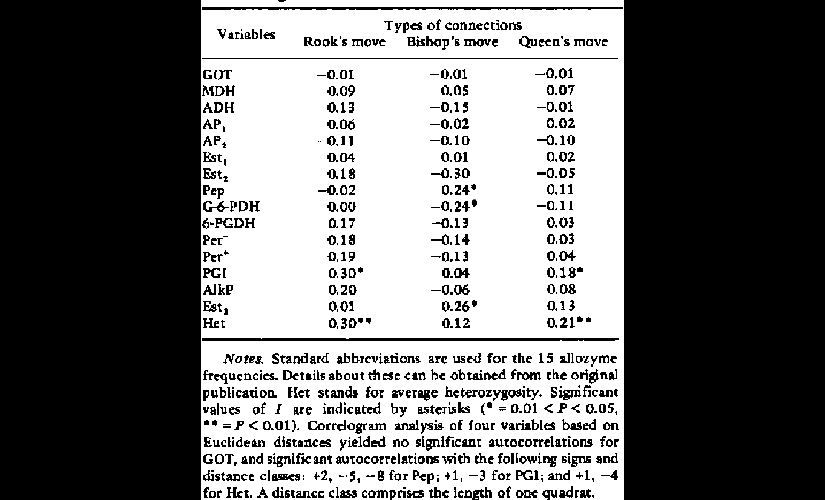 Types of connections
Variables
Rook's move Bishop's move Queen's move
GOT −0.01 −0.01 −0.01
MDH 0.09 0.05 0.07
ADH 0.13 −0.15 −0.01
AP₁ 0.06 −0.02 0.02
AP₂ −0.11 −0.10 −0.10
Est₁ 0.04 0.01 0.02
Est₂ 0.18 −0.30 −0.05
Pep −0.02 0.24* 0.11
G-6-PDH 0.00 −0.24* −0.11
6-PGDH 0.17 −0.13 0.03
Per⁻ 0.18 −0.14 0.03
Per⁺ 0.19 −0.13 0.04
PGI 0.30* 0.04 0.18*
AlkP 0.20 −0.06 0.08
Est₃ 0.01 0.26* 0.13
Het 0.30** 0.12 0.21**
Notes. Standard abbreviations are used for the 15 allozyme
frequencies. Details about these can be obtained from the original
publication. Het stands for average heterozygosity. Significant
values of I are indicated by asterisks (* = 0.01 < P < 0.05,
** = P < 0.01). Correlogram analysis of four variables based on
Euclidean distances yielded no significant autocorrelations for
GOT, and significant autocorrelations with the following signs and
distance classes: +2, −5, −8 for Pep; +1, −3 for PGI; and +1, −4
for Het. A distance class comprises the length of one quadrat.